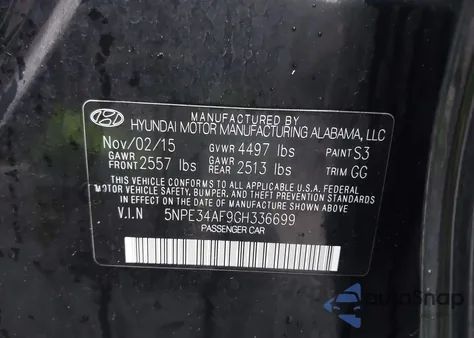 MANUFACTURED BY
HYUNDAI MOTOR MANUFACTURING ALABAMA, LLC
Nov/02/15 GVWR 4497 lbs PAINT S3
GAWR FRONT 2557 lbs GAWR REAR 2513 lbs TRIM GG
THIS VEHICLE CONFORMS TO ALL APPLICABLE U.S.A. FEDERAL
MOTOR VEHICLE SAFETY, BUMPER, AND THEFT PREVENTION STANDARDS
IN EFFECT ON THE DATE OF MANUFACTURE SHOWN ABOVE.
V.I.N 5NPE34AF9GH336699
PASSENGER CAR
AutoSnap